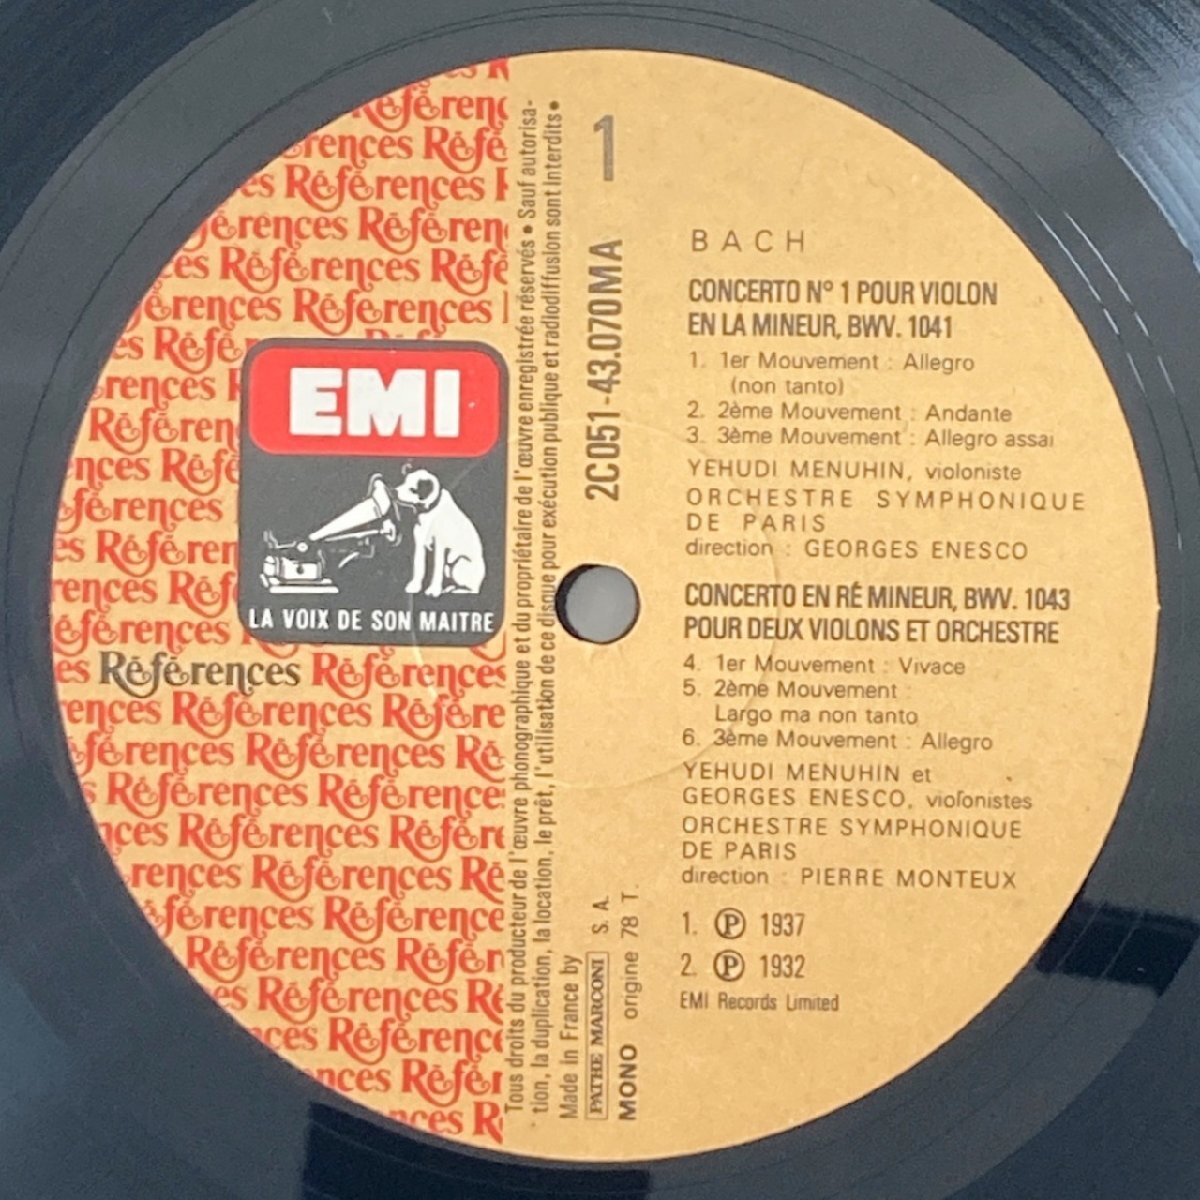 Références
EMI
LA VOIX DE SON MAITRE
Références Références
Tous droits du producteur de l'œuvre phonographique et du propriétaire de l'œuvre enregistrée réservés • Sauf autorisa-
tion, la duplication, la location, le prêt, l'utilisation de ce disque pour exécution publique et radiodiffusion sont interdits •
Made in France by PATHE MARCONI S. A.
MONO origine 78 T.
2C051-43.070 MA
1
BACH
CONCERTO N° 1 POUR VIOLON
EN LA MINEUR, BWV. 1041
1. 1er Mouvement : Allegro
(non tanto)
2. 2ème Mouvement : Andante
3. 3ème Mouvement : Allegro assai
YEHUDI MENUHIN, violoniste
ORCHESTRE SYMPHONIQUE
DE PARIS
direction : GEORGES ENESCO
CONCERTO EN RÉ MINEUR, BWV. 1043
POUR DEUX VIOLONS ET ORCHESTRE
4. 1er Mouvement : Vivace
5. 2ème Mouvement :
Largo ma non tanto
6. 3ème Mouvement : Allegro
YEHUDI MENUHIN et
GEORGES ENESCO, violonistes
ORCHESTRE SYMPHONIQUE
DE PARIS
direction : PIERRE MONTEUX
1. Ⓟ 1937
2. Ⓟ 1932
EMI Records Limited